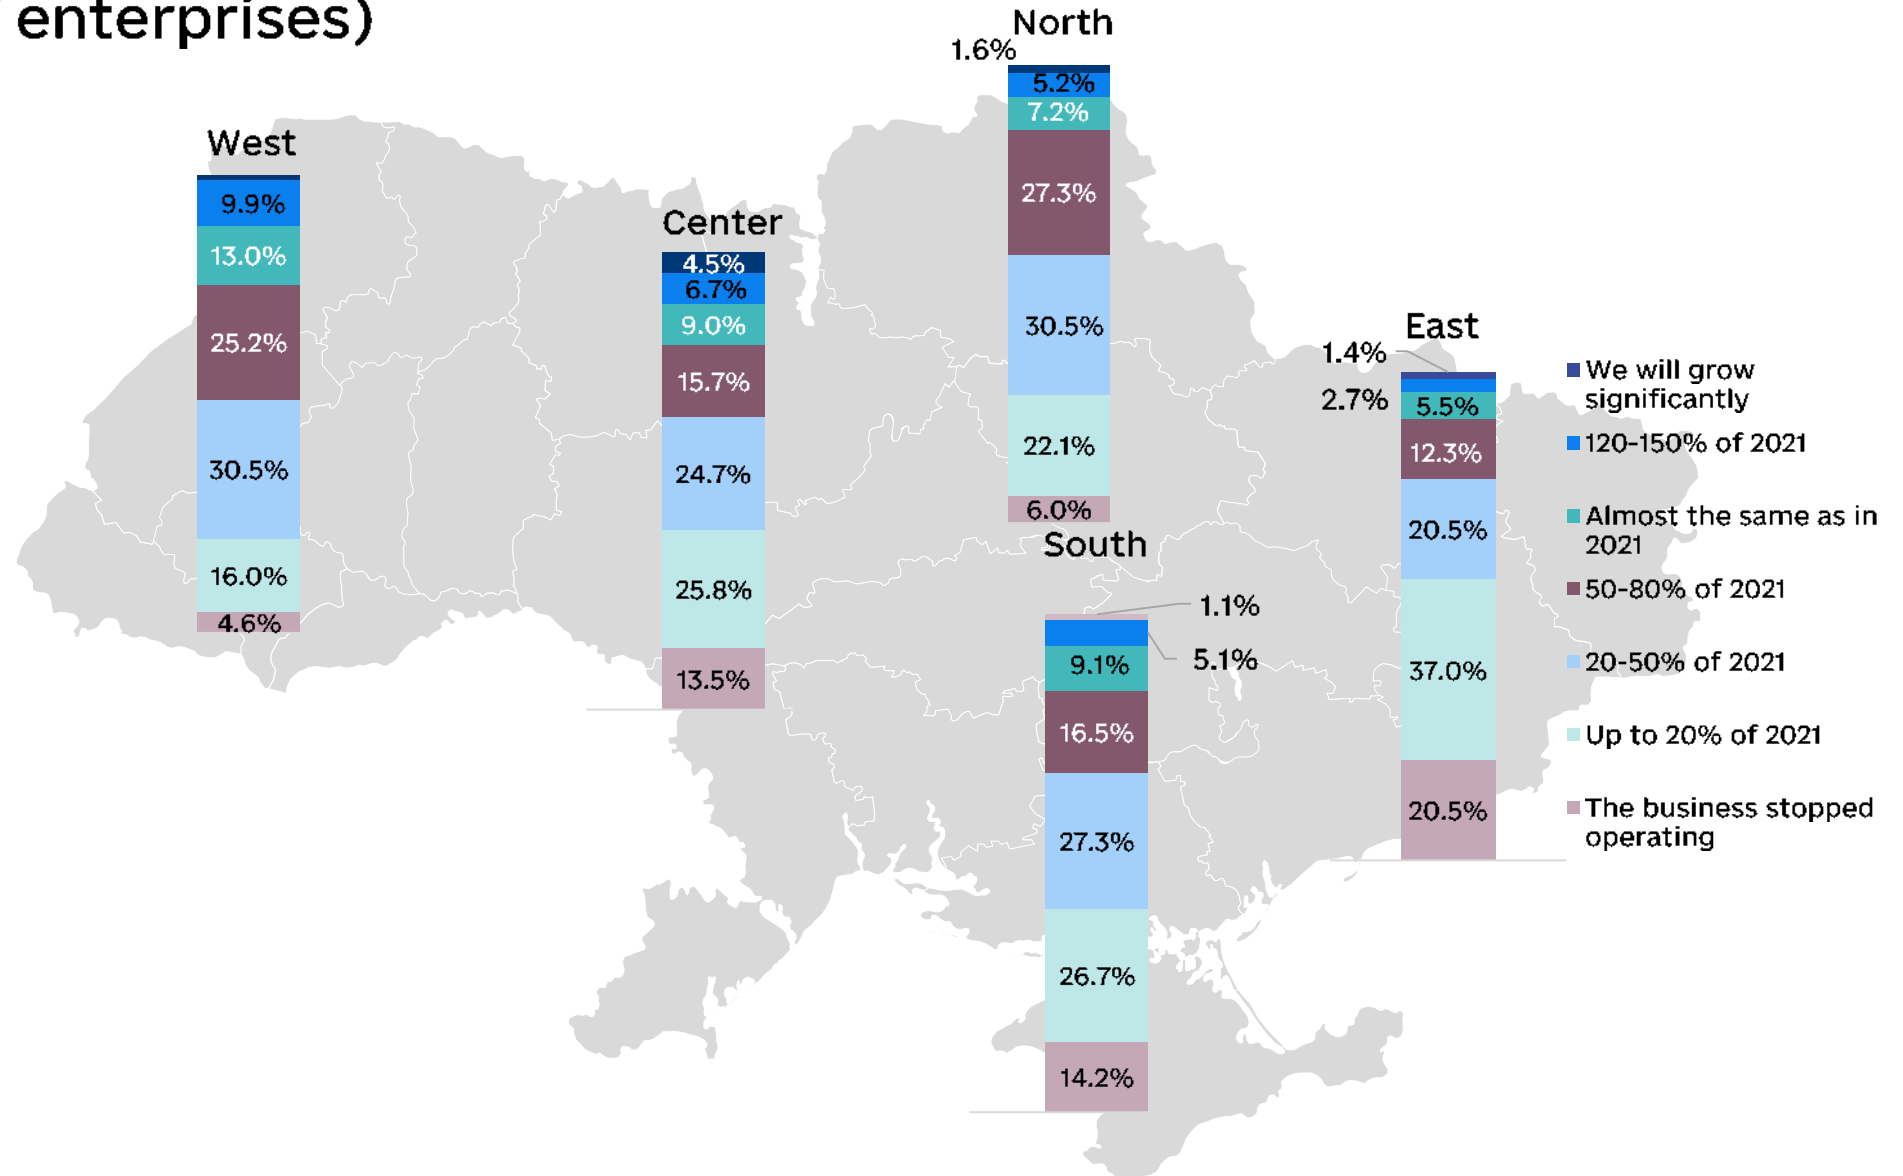 enterprises)
North
1.6%
5.2%
7.2%
27.3%
30.5%
22.1%
6.0%
West
9.9%
13.0%
25.2%
30.5%
16.0%
4.6%
Center
4.5%
6.7%
9.0%
15.7%
24.7%
25.8%
13.5%
South
1.1%
5.1%
9.1%
16.5%
27.3%
26.7%
14.2%
East
1.4%
2.7%
5.5%
12.3%
20.5%
37.0%
20.5%
We will grow
significantly
120-150% of 2021
Almost the same as in
2021
50-80% of 2021
20-50% of 2021
Up to 20% of 2021
The business stopped
operating